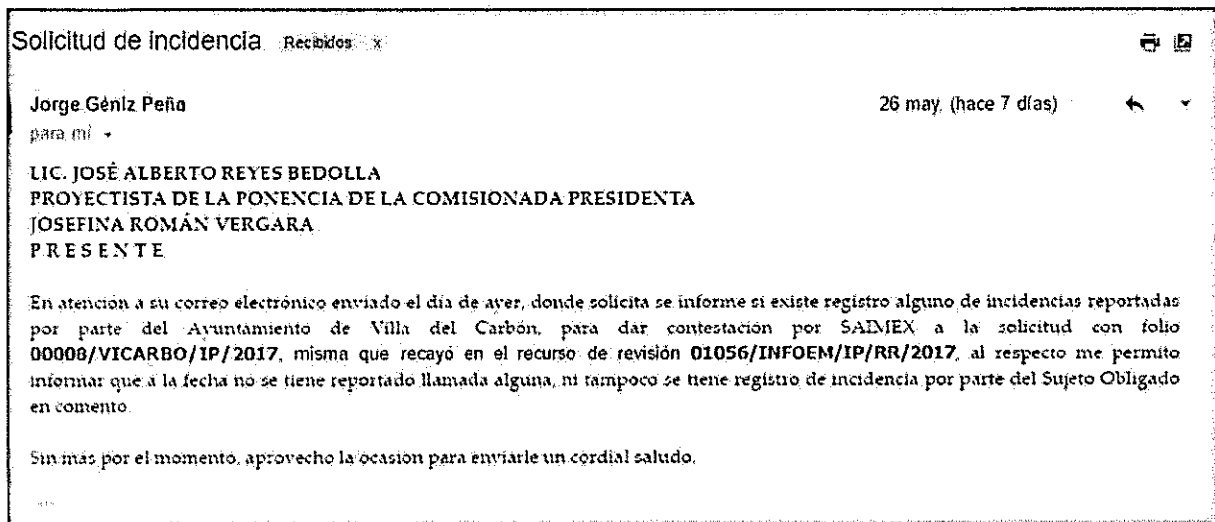 Solicitud de incidencia Recibidos x
Jorge Géniz Peña
26 may. (hace 7 días)
para mí
LIC. JOSÉ ALBERTO REYES BEDOLLA
PROYECTISTA DE LA PONENCIA DE LA COMISIONADA PRESIDENTA
JOSEFINA ROMÁN VERGARA
P R E S E N T E
En atención a su correo electrónico enviado el día de ayer, donde solicita se informe si existe registro alguno de incidencias reportadas
por parte del Ayuntamiento de Villa del Carbón, para dar contestación por SAIMEX a la solicitud con folio
00008/VICARBO/IP/2017, misma que recayó en el recurso de revisión 01056/INFOEM/IP/RR/2017, al respecto me permito
informar que a la fecha no se tiene reportado llamada alguna, ni tampoco se tiene registro de incidencia por parte del Sujeto Obligado
en comento.
Sin más por el momento, aprovecho la ocasión para enviarle un cordial saludo.
...